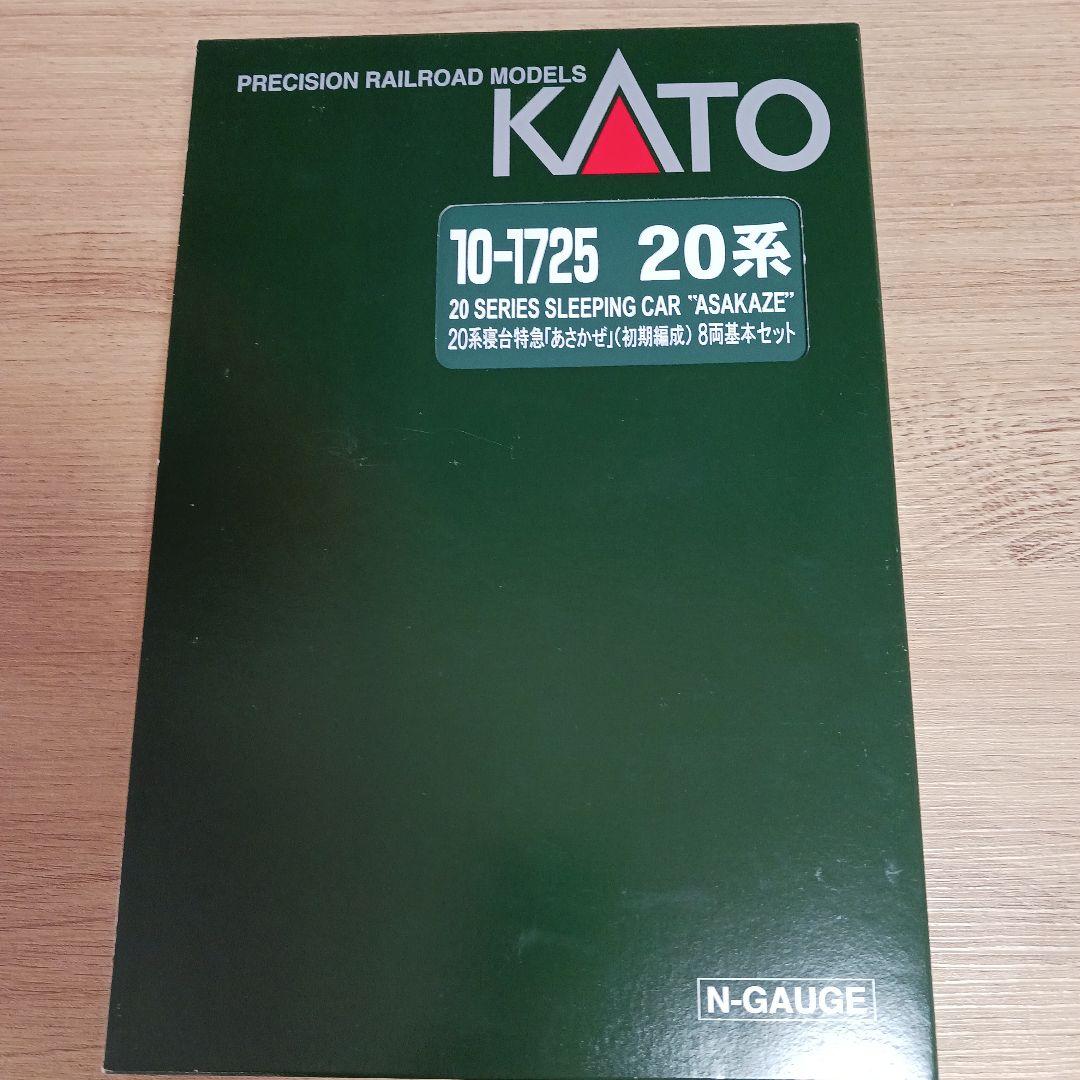 PRECISION RAILROAD MODELS
KATO
10-1725 20系
20 SERIES SLEEPING CAR "ASAKAZE"
20系寝台特急「あさかぜ」(初期編成) 8両基本セット
N-GAUGE